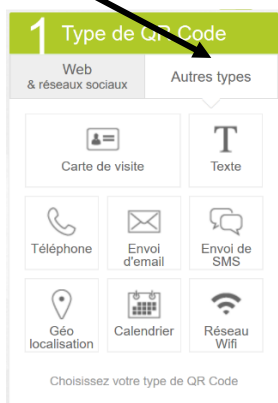 1 Type de QR Code
Web
& réseaux sociaux
Autres types
Carte de visite
T
Texte
Téléphone
Envoi
d'email
Envoi de
SMS
Géo
localisation
Calendrier
Réseau
Wifi
Choisissez votre type de QR Code